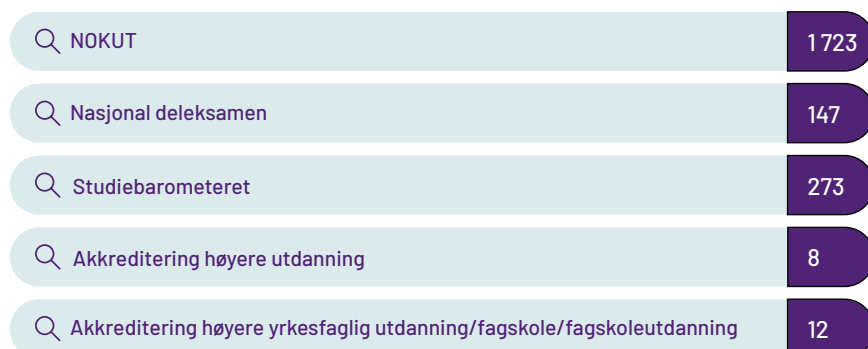 NOKUT 1 723
Nasjonal deleksamen 147
Studiebarometeret 273
Akkreditering høyere utdanning 8
Akkreditering høyere yrkesfaglig utdanning/fagskole/fagskoleutdanning 12